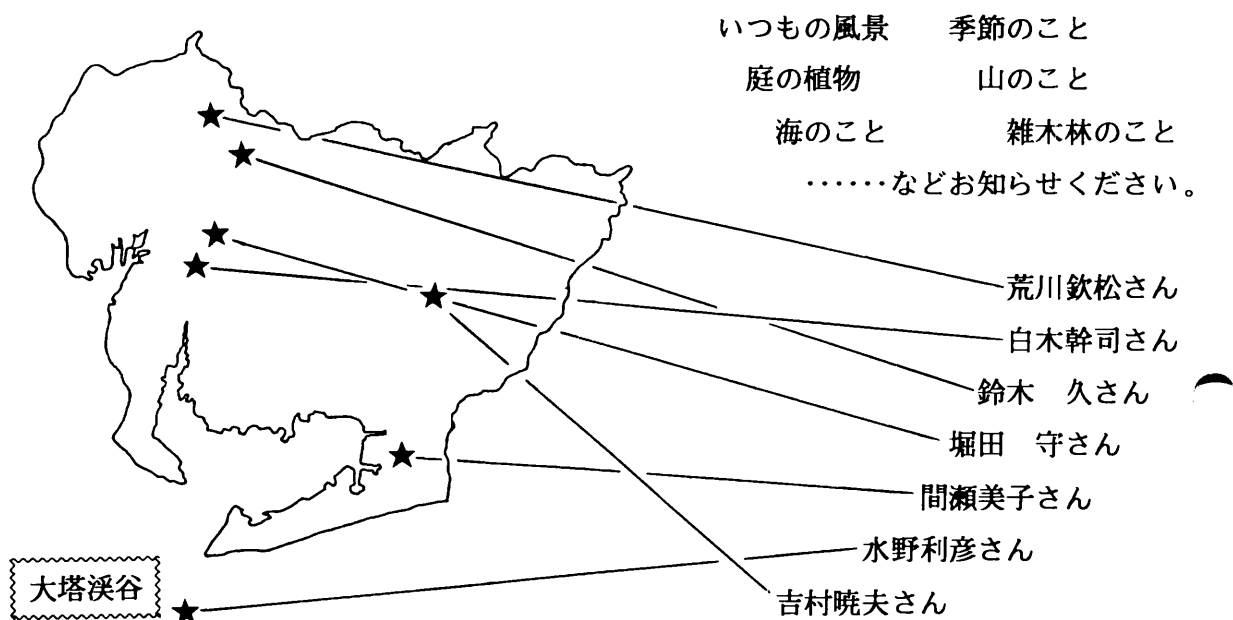 いつもの風景　　季節のこと
庭の植物　　　　山のこと
海のこと　　　　雑木林のこと
‥‥‥などお知らせください。
荒川欽松さん
白木幹司さん
鈴木　久さん
堀田　守さん
間瀬美子さん
水野利彦さん
吉村暁夫さん
大塔渓谷